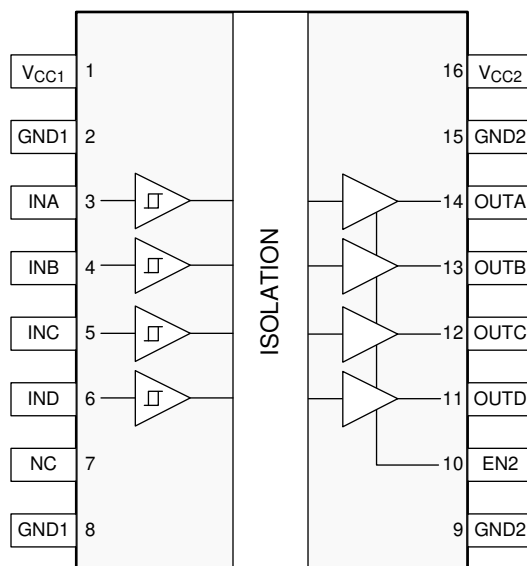 VCC1 1 16 VCC2
GND1 2 15 GND2
INA 3 14 OUTA
INB 4 13 OUTB
INC 5 12 OUTC
IND 6 11 OUTD
NC 7 10 EN2
GND1 8 9 GND2
ISOLATION